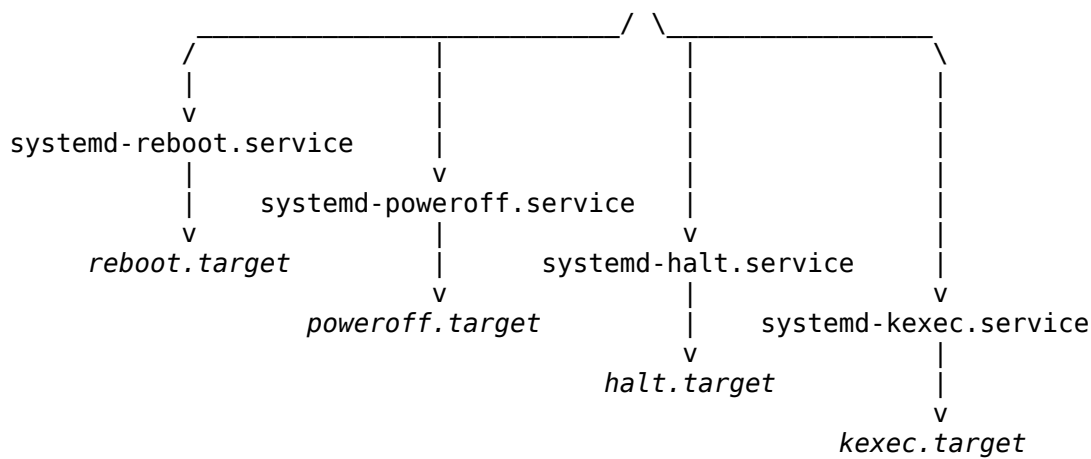 systemd-reboot.service
systemd-poweroff.service
reboot.target
systemd-halt.service
poweroff.target
systemd-kexec.service
halt.target
kexec.target